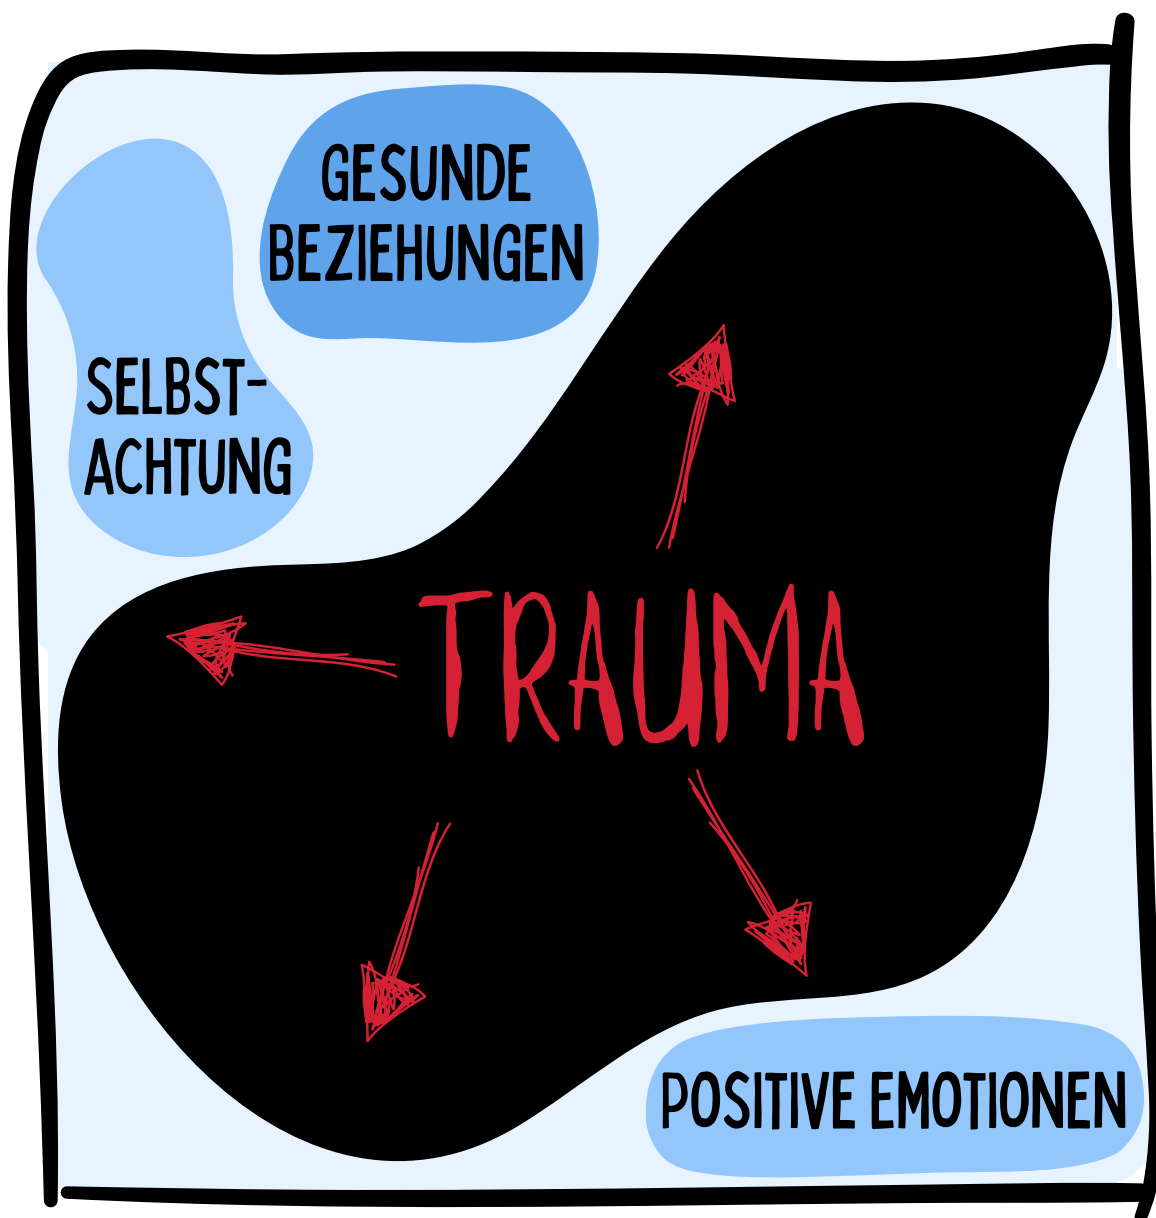 GESUNDE
BEZIEHUNGEN
SELBST-
ACHTUNG
TRAUMA
POSITIVE EMOTIONEN